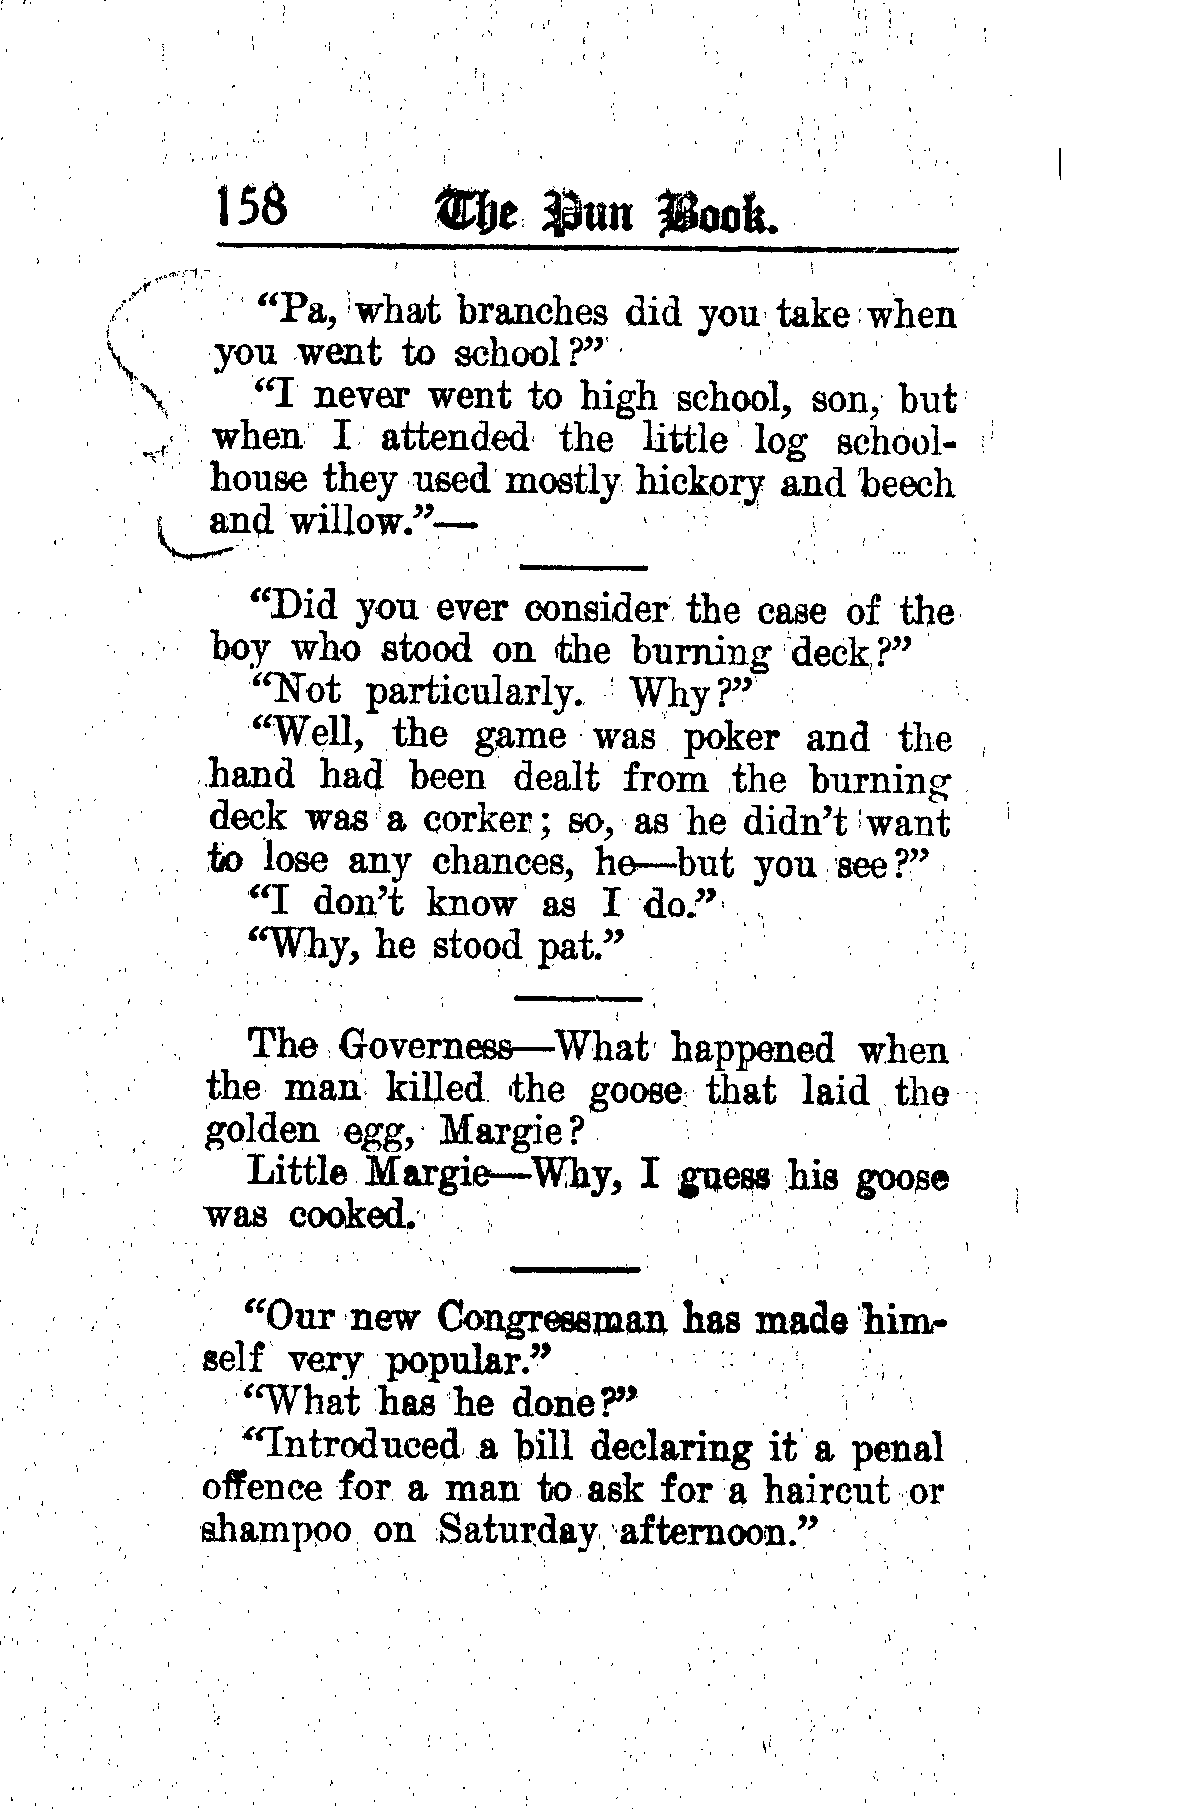 158 The Pun Book.
“Pa, what branches did you take when
you went to school?”
“I never went to high school, son, but
when I attended the little log school-
house they used mostly hickory and beech
and willow.”—
“Did you ever consider the case of the
boy who stood on the burning deck?”
“Not particularly. Why?”
“Well, the game was poker and the
hand had been dealt from the burning
deck was a corker; so, as he didn’t want
to lose any chances, he—but you see?”
“I don’t know as I do.”
“Why, he stood pat.”
The Governess—What happened when
the man killed the goose that laid the
golden egg, Margie?
Little Margie—Why, I guess his goose
was cooked.
“Our new Congressman has made him-
self very popular.”
“What has he done?”
“Introduced a bill declaring it a penal
offence for a man to ask for a haircut or
shampoo on Saturday afternoon.”